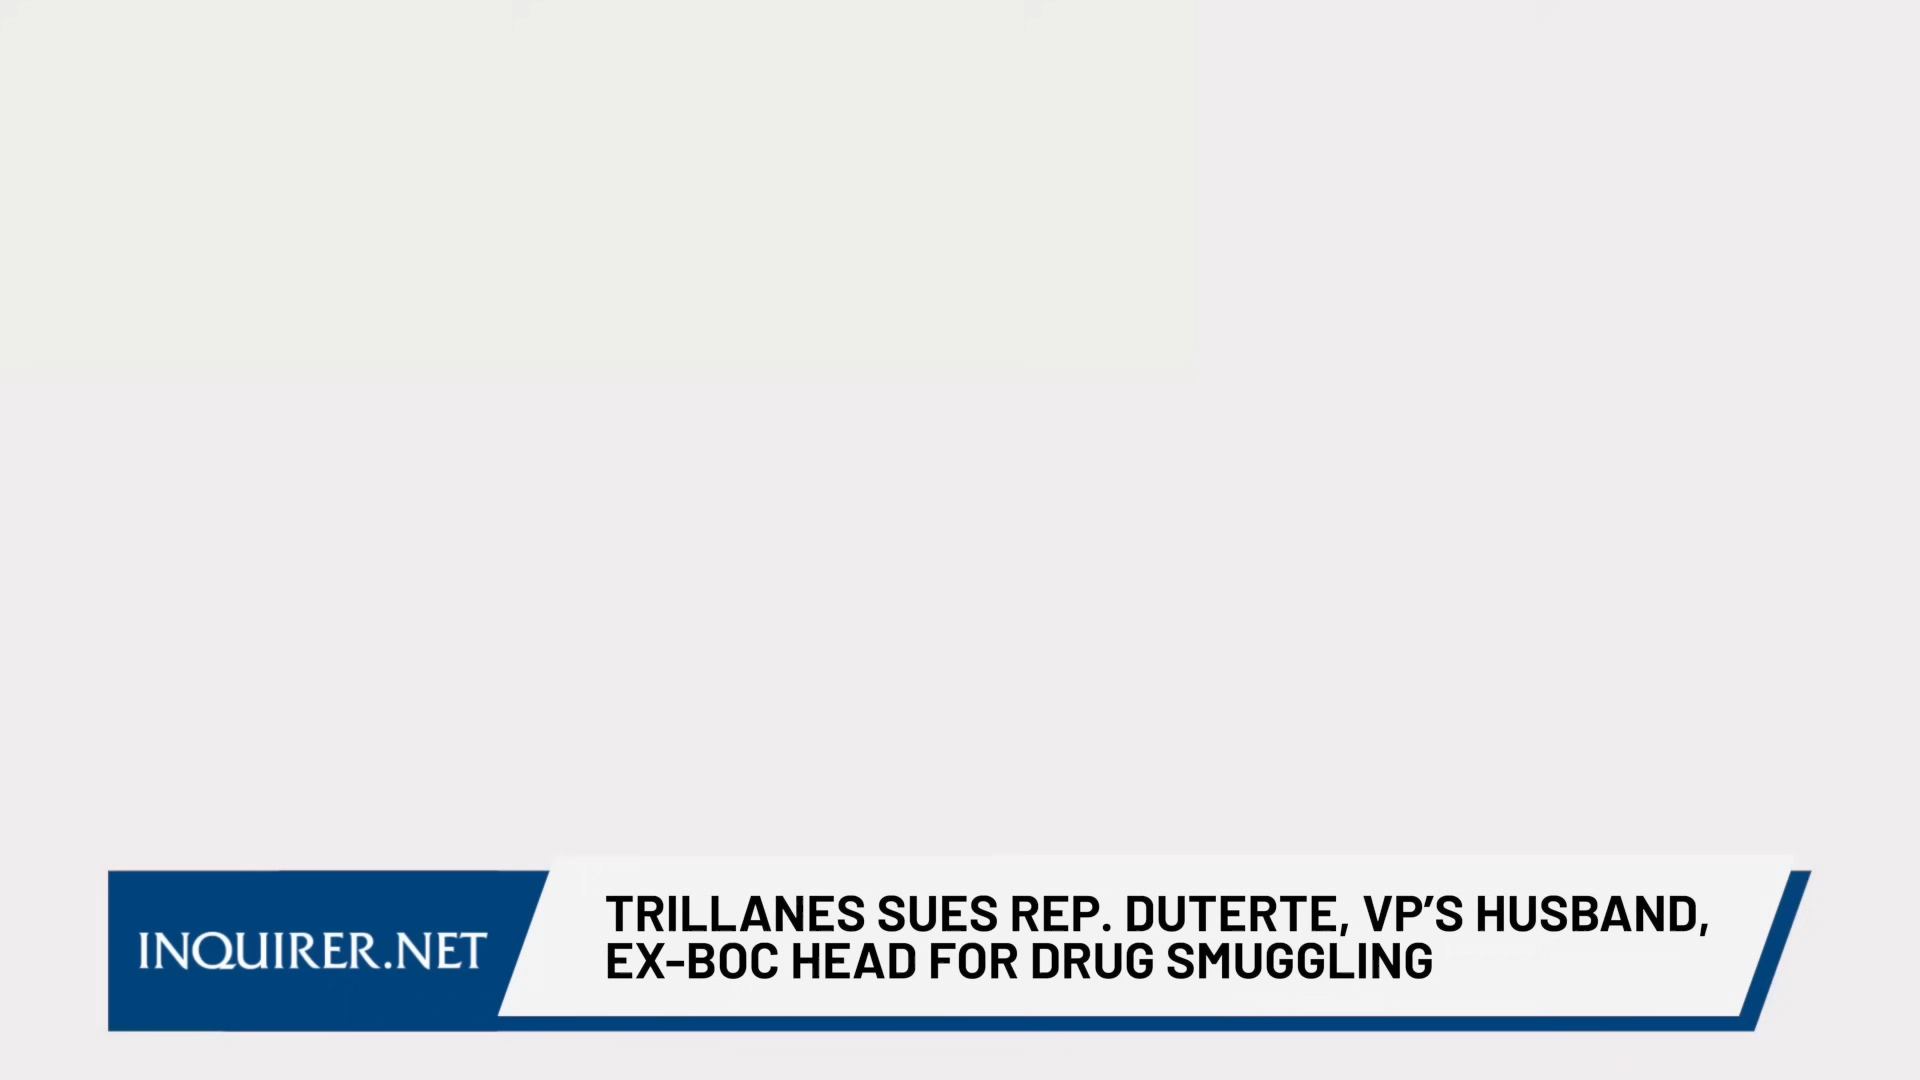 INQUIRER.NET
TRILLANES SUES REP. DUTERTE, VP’S HUSBAND,
EX-BOC HEAD FOR DRUG SMUGGLING